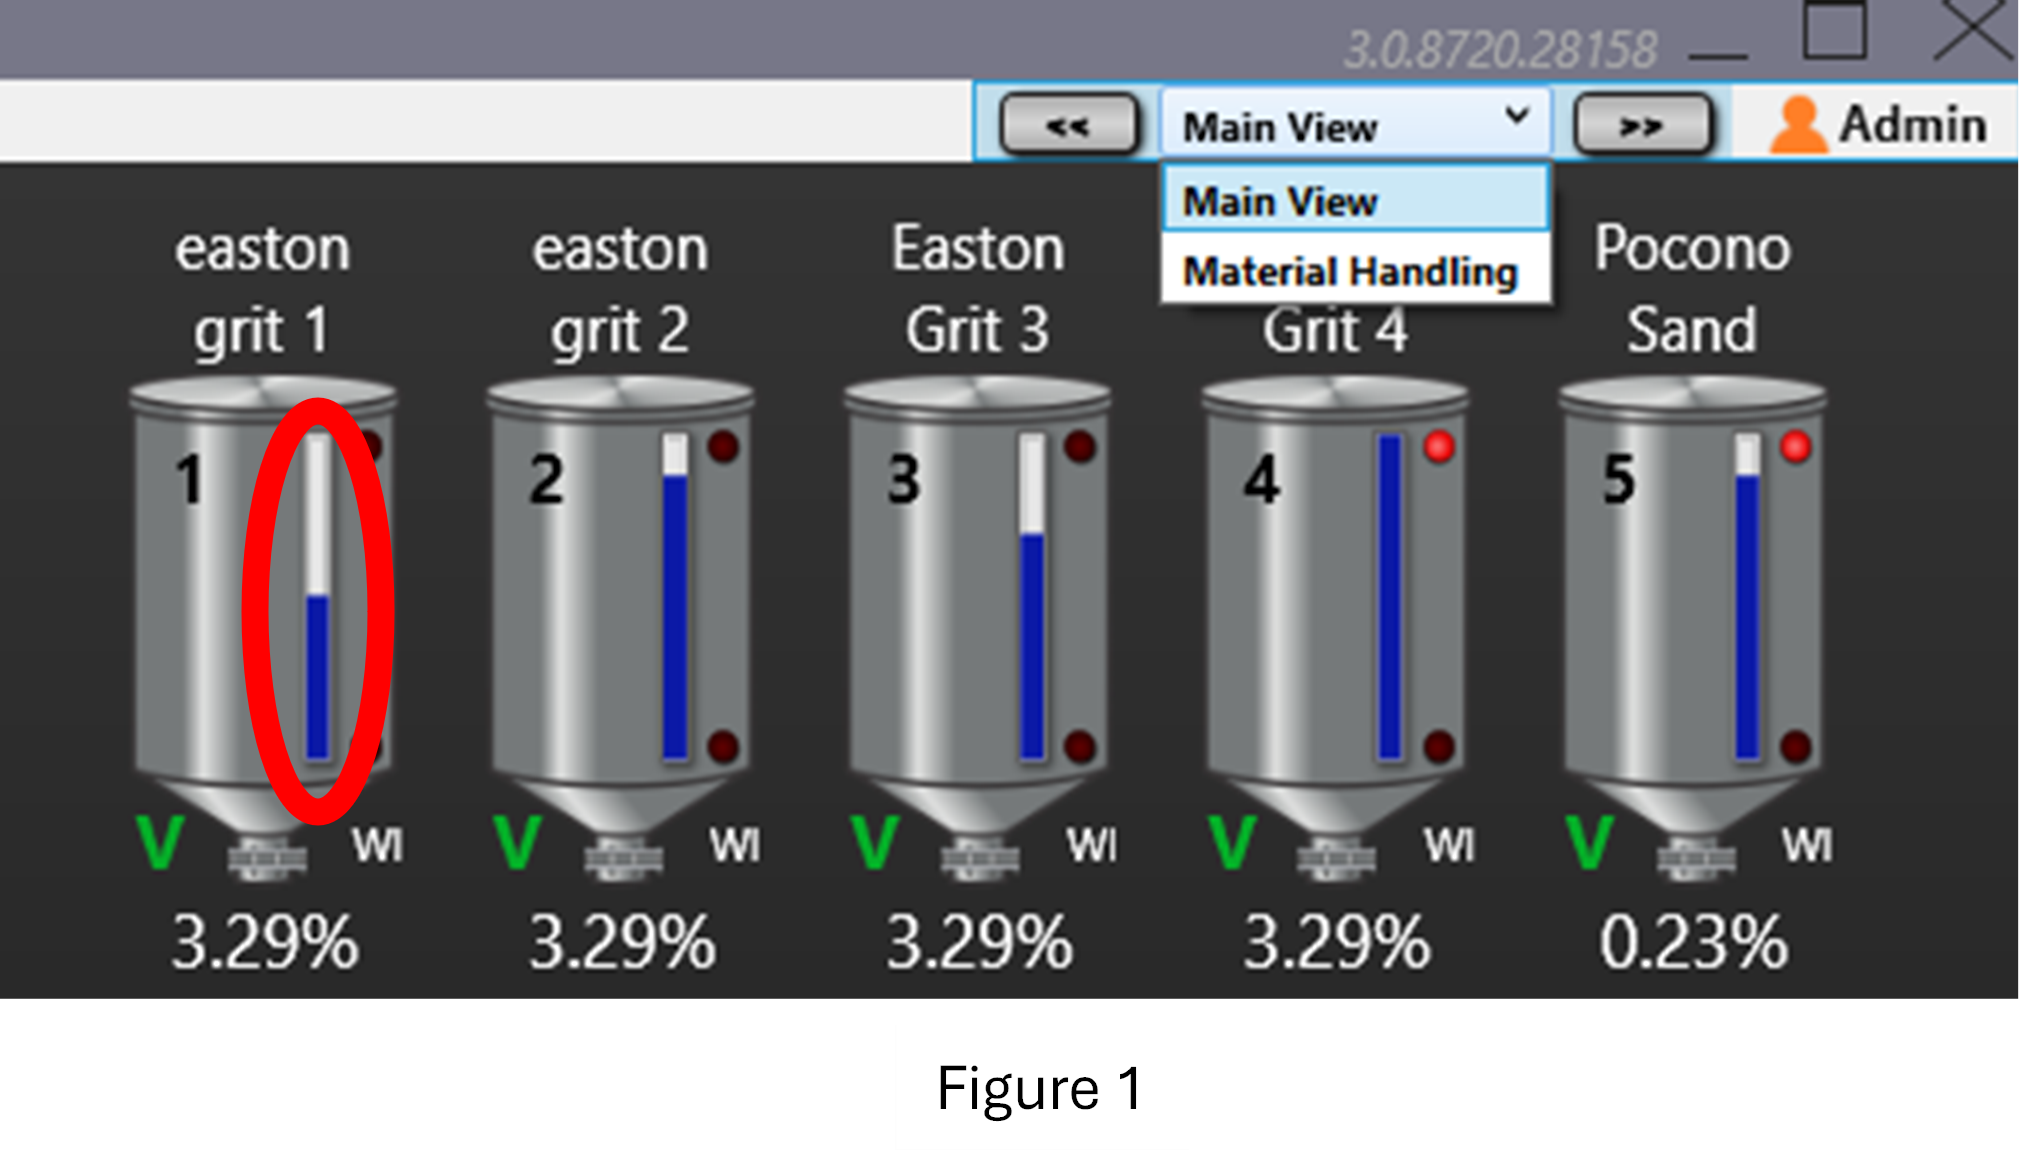 3.0.8720.28158
<< Main View >> Admin
Main View
Material Handling
easton
grit 1
easton
grit 2
Easton
Grit 3
Grit 4
Pocono
Sand
1
2
3
4
5
V WI
V WI
V WI
V WI
V WI
3.29%
3.29%
3.29%
3.29%
0.23%
Figure 1